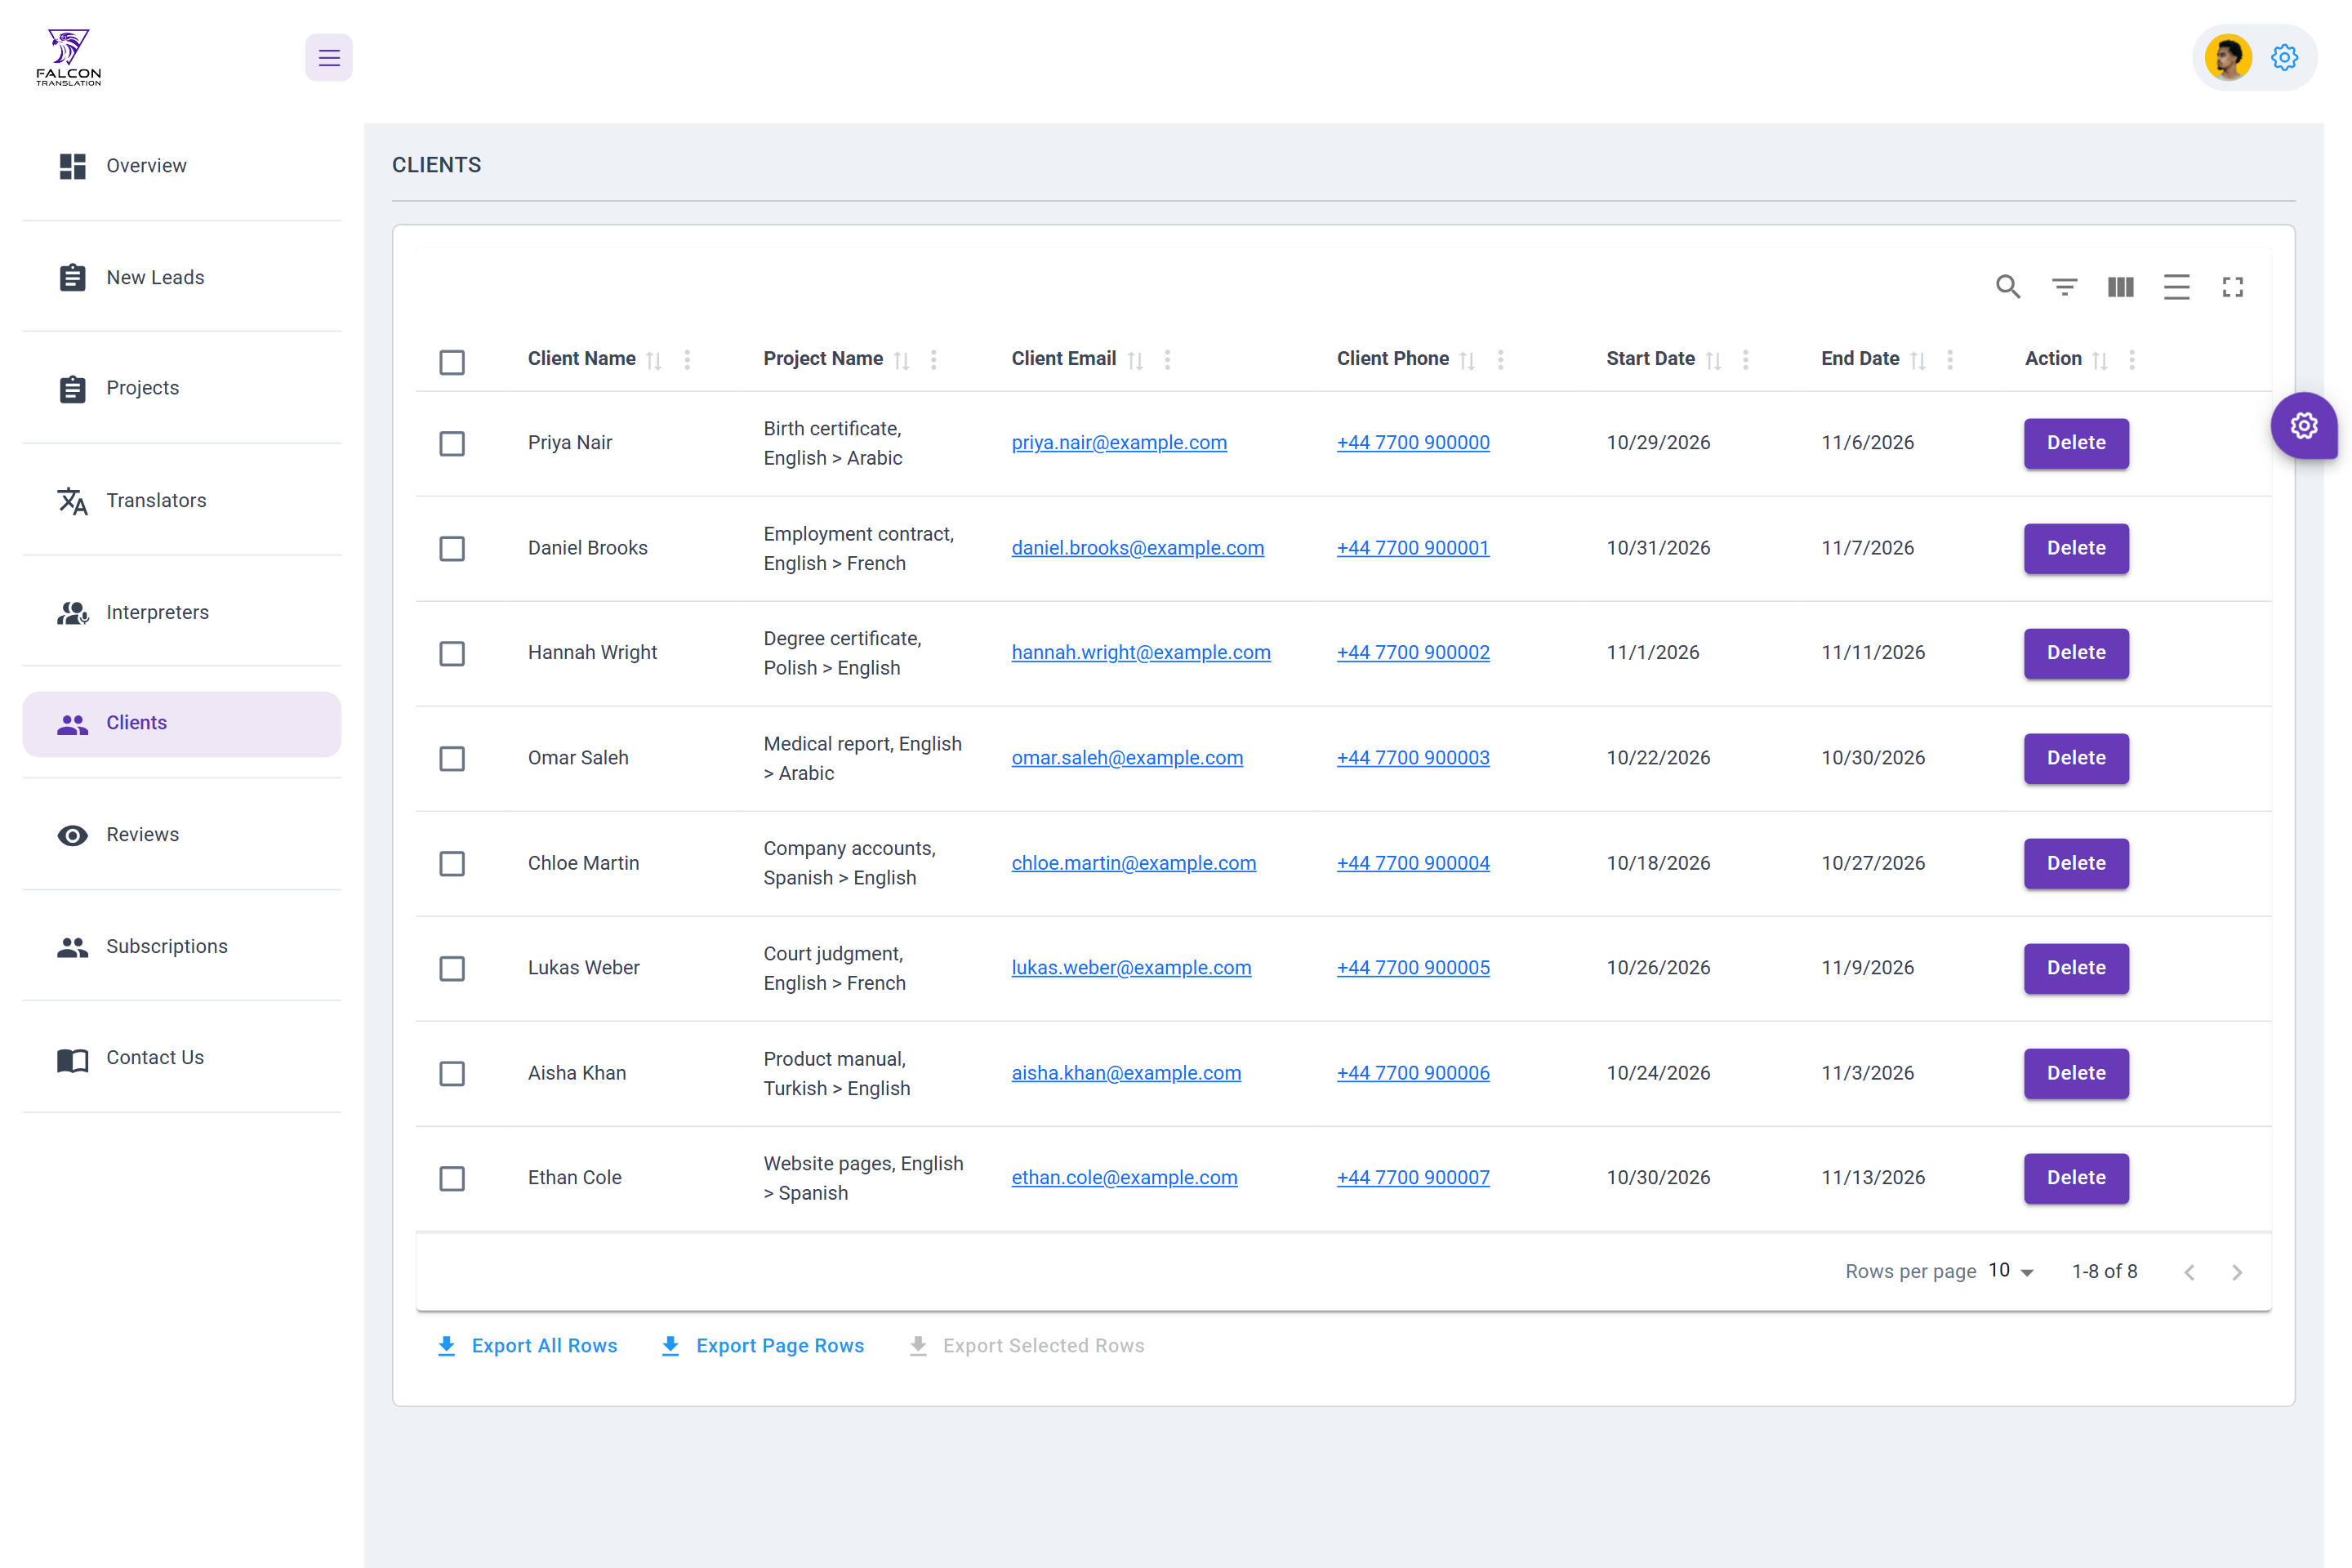 FALCON
TRANSLATION
Overview
New Leads
Projects
Translators
Interpreters
Clients
Reviews
Subscriptions
Contact Us
CLIENTS
Client Name Project Name Client Email Client Phone Start Date End Date Action
Priya Nair Birth certificate, priya.nair@example.com +44 7700 900000 10/29/2026 11/6/2026 Delete
English > Arabic
Daniel Brooks Employment contract, daniel.brooks@example.com +44 7700 900001 10/31/2026 11/7/2026 Delete
English > French
Hannah Wright Degree certificate, hannah.wright@example.com +44 7700 900002 11/1/2026 11/11/2026 Delete
Polish > English
Omar Saleh Medical report, English omar.saleh@example.com +44 7700 900003 10/22/2026 10/30/2026 Delete
> Arabic
Chloe Martin Company accounts, chloe.martin@example.com +44 7700 900004 10/18/2026 10/27/2026 Delete
Spanish > English
Lukas Weber Court judgment, lukas.weber@example.com +44 7700 900005 10/26/2026 11/9/2026 Delete
English > French
Aisha Khan Product manual, aisha.khan@example.com +44 7700 900006 10/24/2026 11/3/2026 Delete
Turkish > English
Ethan Cole Website pages, English ethan.cole@example.com +44 7700 900007 10/30/2026 11/13/2026 Delete
> Spanish
Rows per page 10 1-8 of 8
Export All Rows Export Page Rows Export Selected Rows